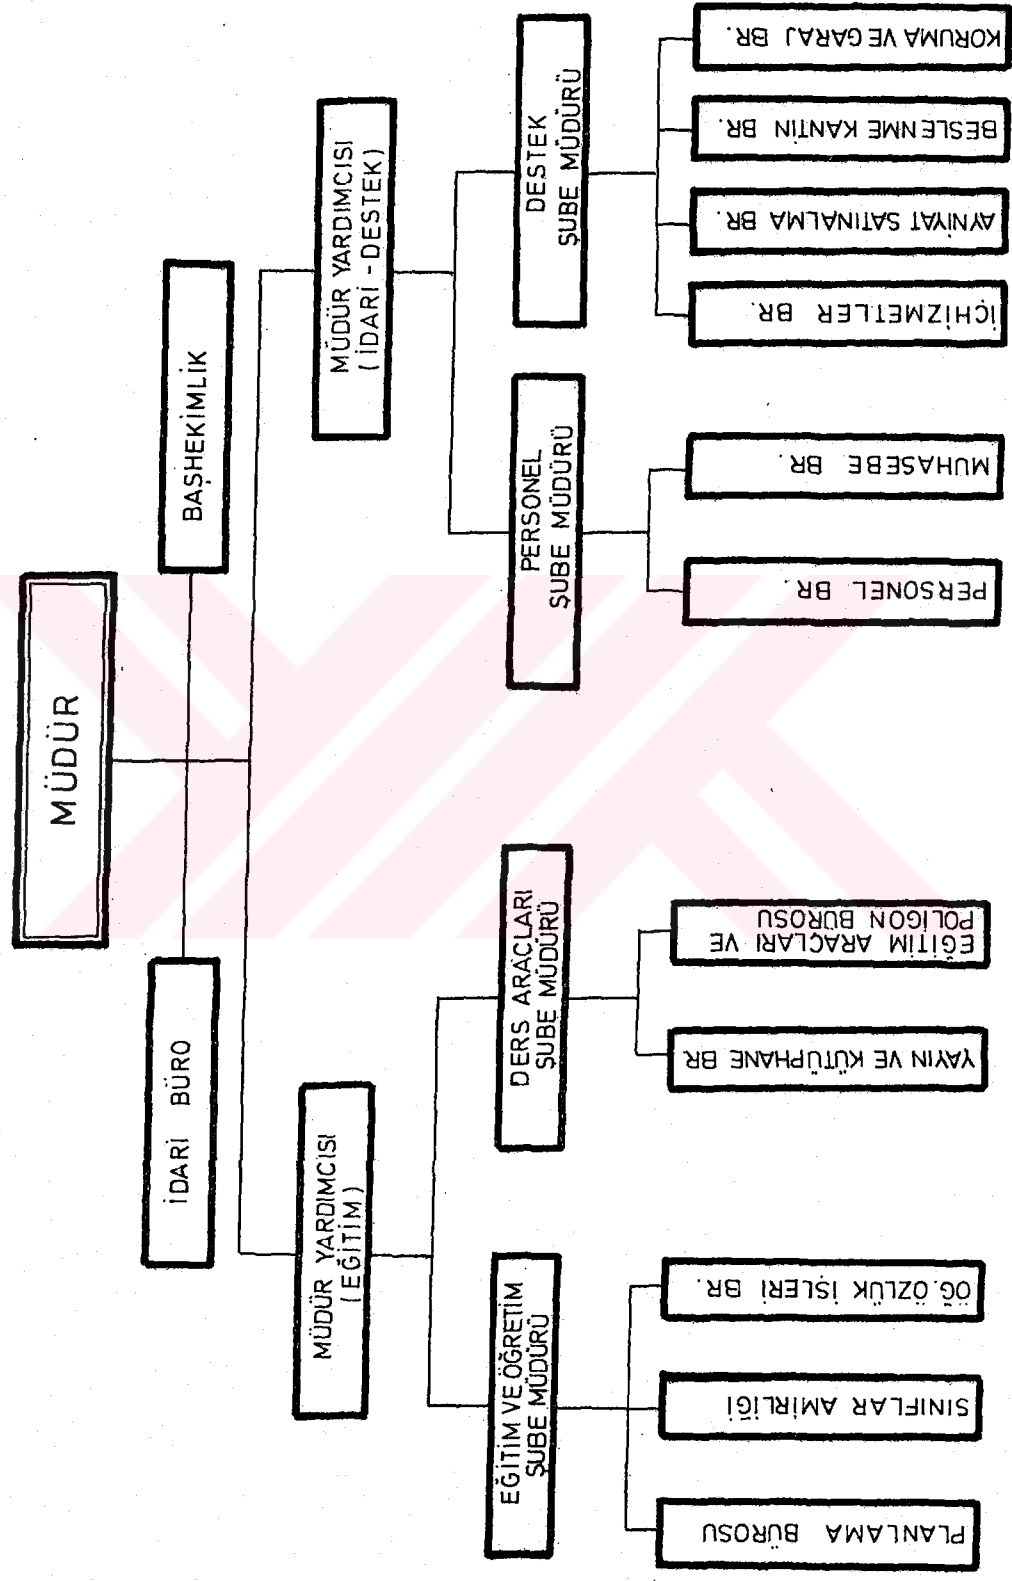 MÜDÜR
İDARİ BÜRO
BAŞHEKİMLİK
MÜDÜR YARDIMCISI
(EĞİTİM)
MÜDÜR YARDIMCISI
(İDARİ - DESTEK)
EĞİTİM VE ÖĞRETİM
ŞUBE MÜDÜRÜ
DERS ARAÇLARI
ŞUBE MÜDÜRÜ
PERSONEL
ŞUBE MÜDÜRÜ
DESTEK
ŞUBE MÜDÜRÜ
PLANLAMA BÜROSU
SINIFLAR AMİRLİĞİ
ÖĞ. ÖZLÜK İŞLERİ BR.
YAYIN VE KÜTÜPHANE BR
EĞİTİM ARAÇLARI VE
POLİGON BÜROSU
PERSONEL BR.
MUHASEBE BR.
İÇHİZMETLER BR.
AYNİYAT SATINALMA BR.
BESLENME KANTİN BR.
KORUMA VE GARAJ BR.